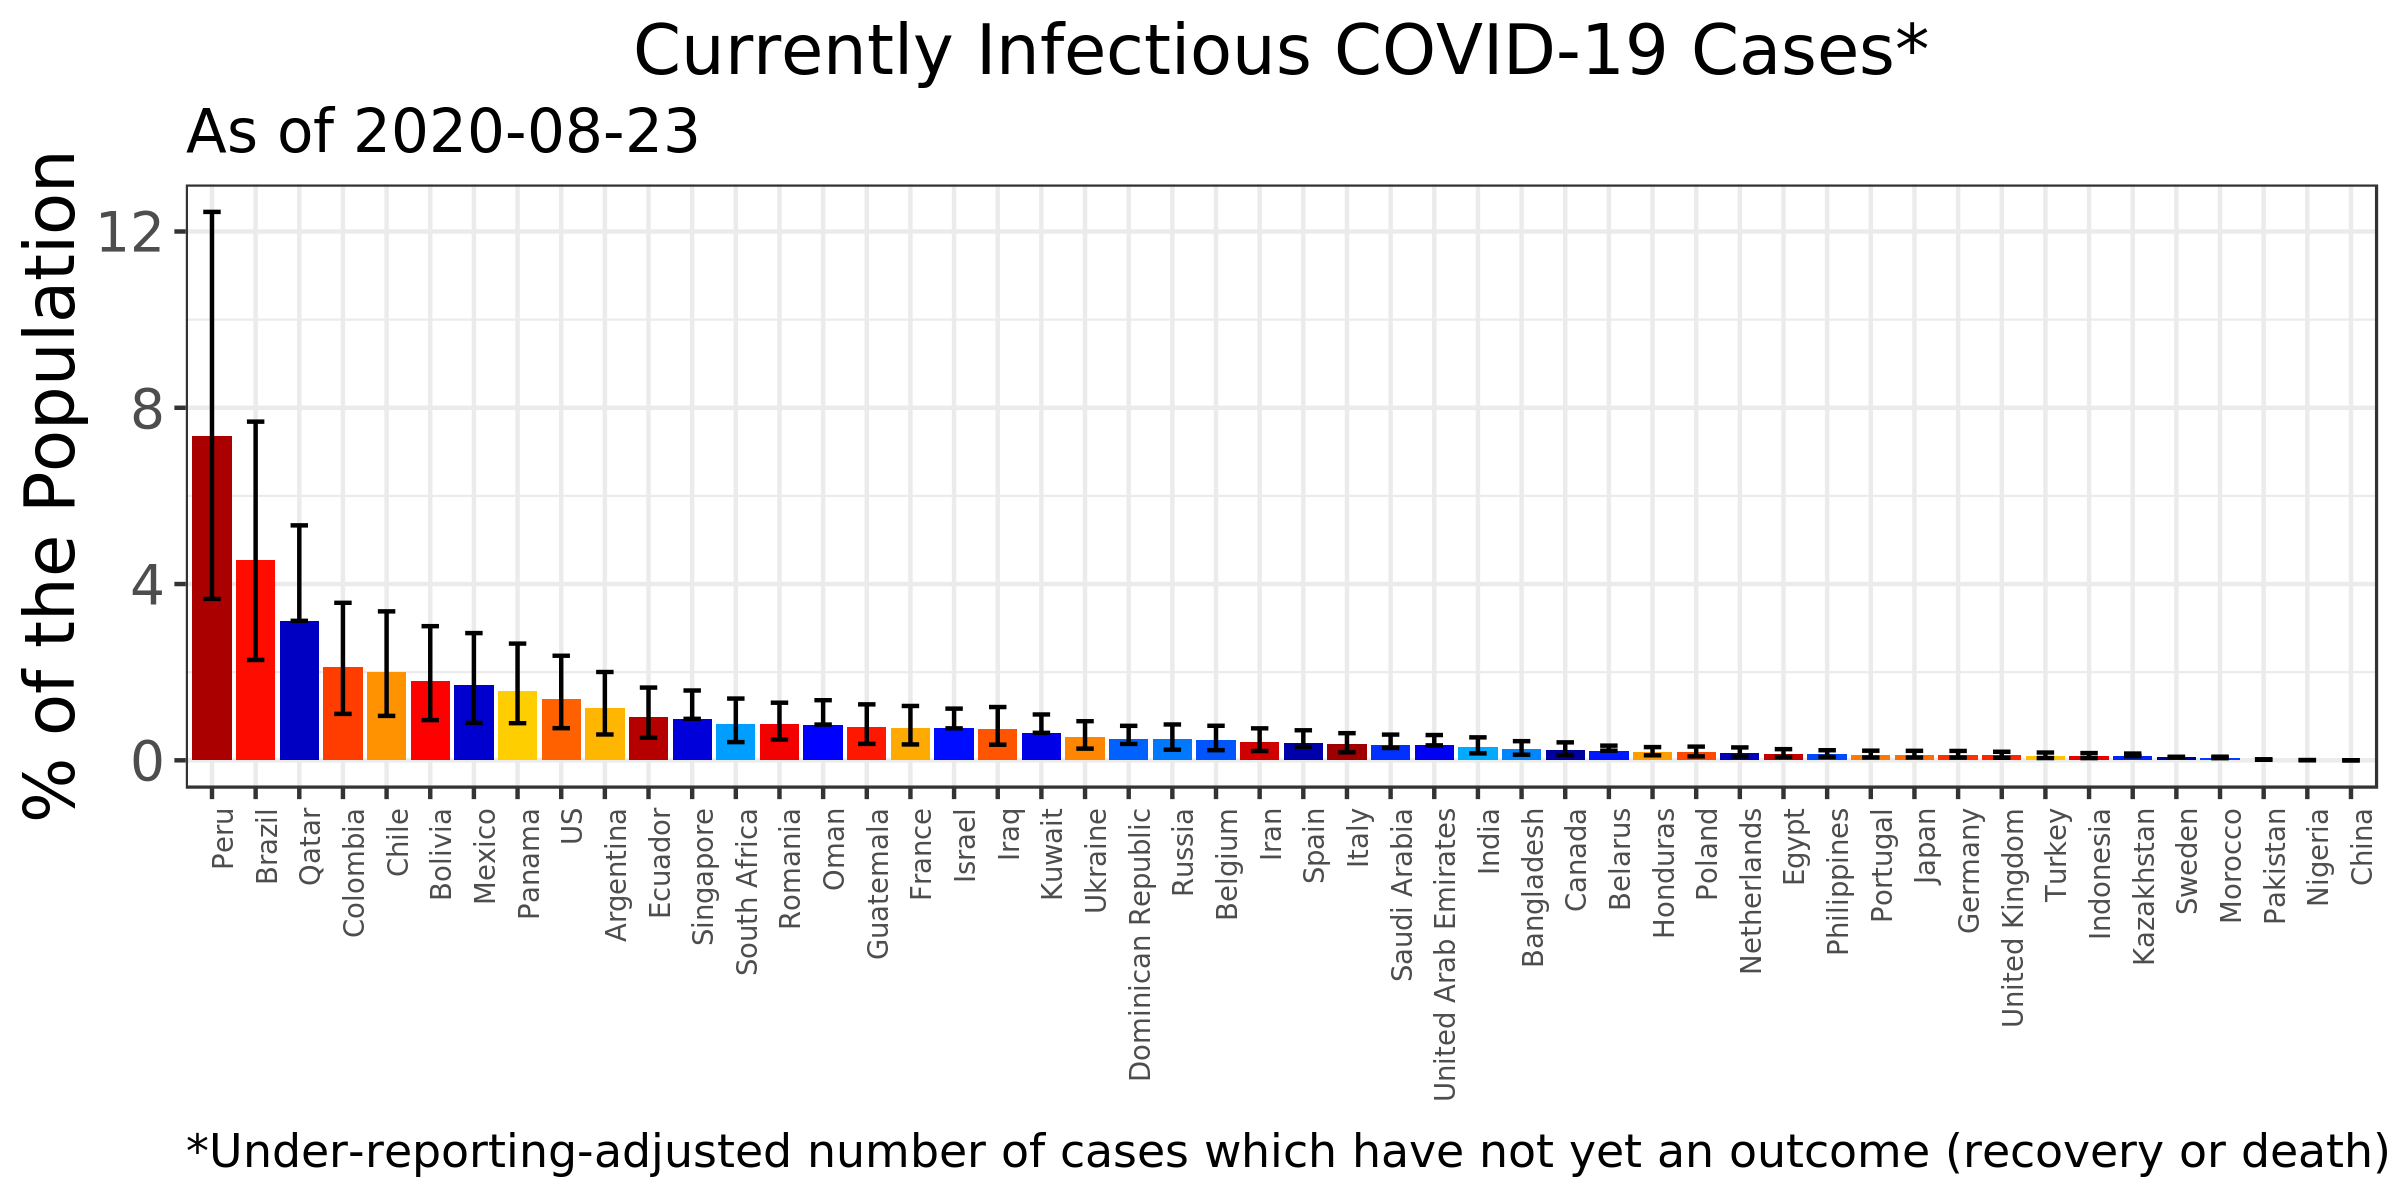 Currently Infectious COVID-19 Cases*
As of 2020-08-23
% of the Population
12
8
4
0
Peru
Brazil
Qatar
Colombia
Chile
Bolivia
Mexico
Panama
US
Argentina
Ecuador
Singapore
South Africa
Romania
Oman
Guatemala
France
Israel
Iraq
Kuwait
Ukraine
Dominican Republic
Russia
Belgium
Iran
Spain
Italy
Saudi Arabia
United Arab Emirates
India
Bangladesh
Canada
Belarus
Honduras
Poland
Netherlands
Egypt
Philippines
Portugal
Japan
Germany
United Kingdom
Turkey
Indonesia
Kazakhstan
Sweden
Morocco
Pakistan
Nigeria
China
*Under-reporting-adjusted number of cases which have not yet an outcome (recovery or death)